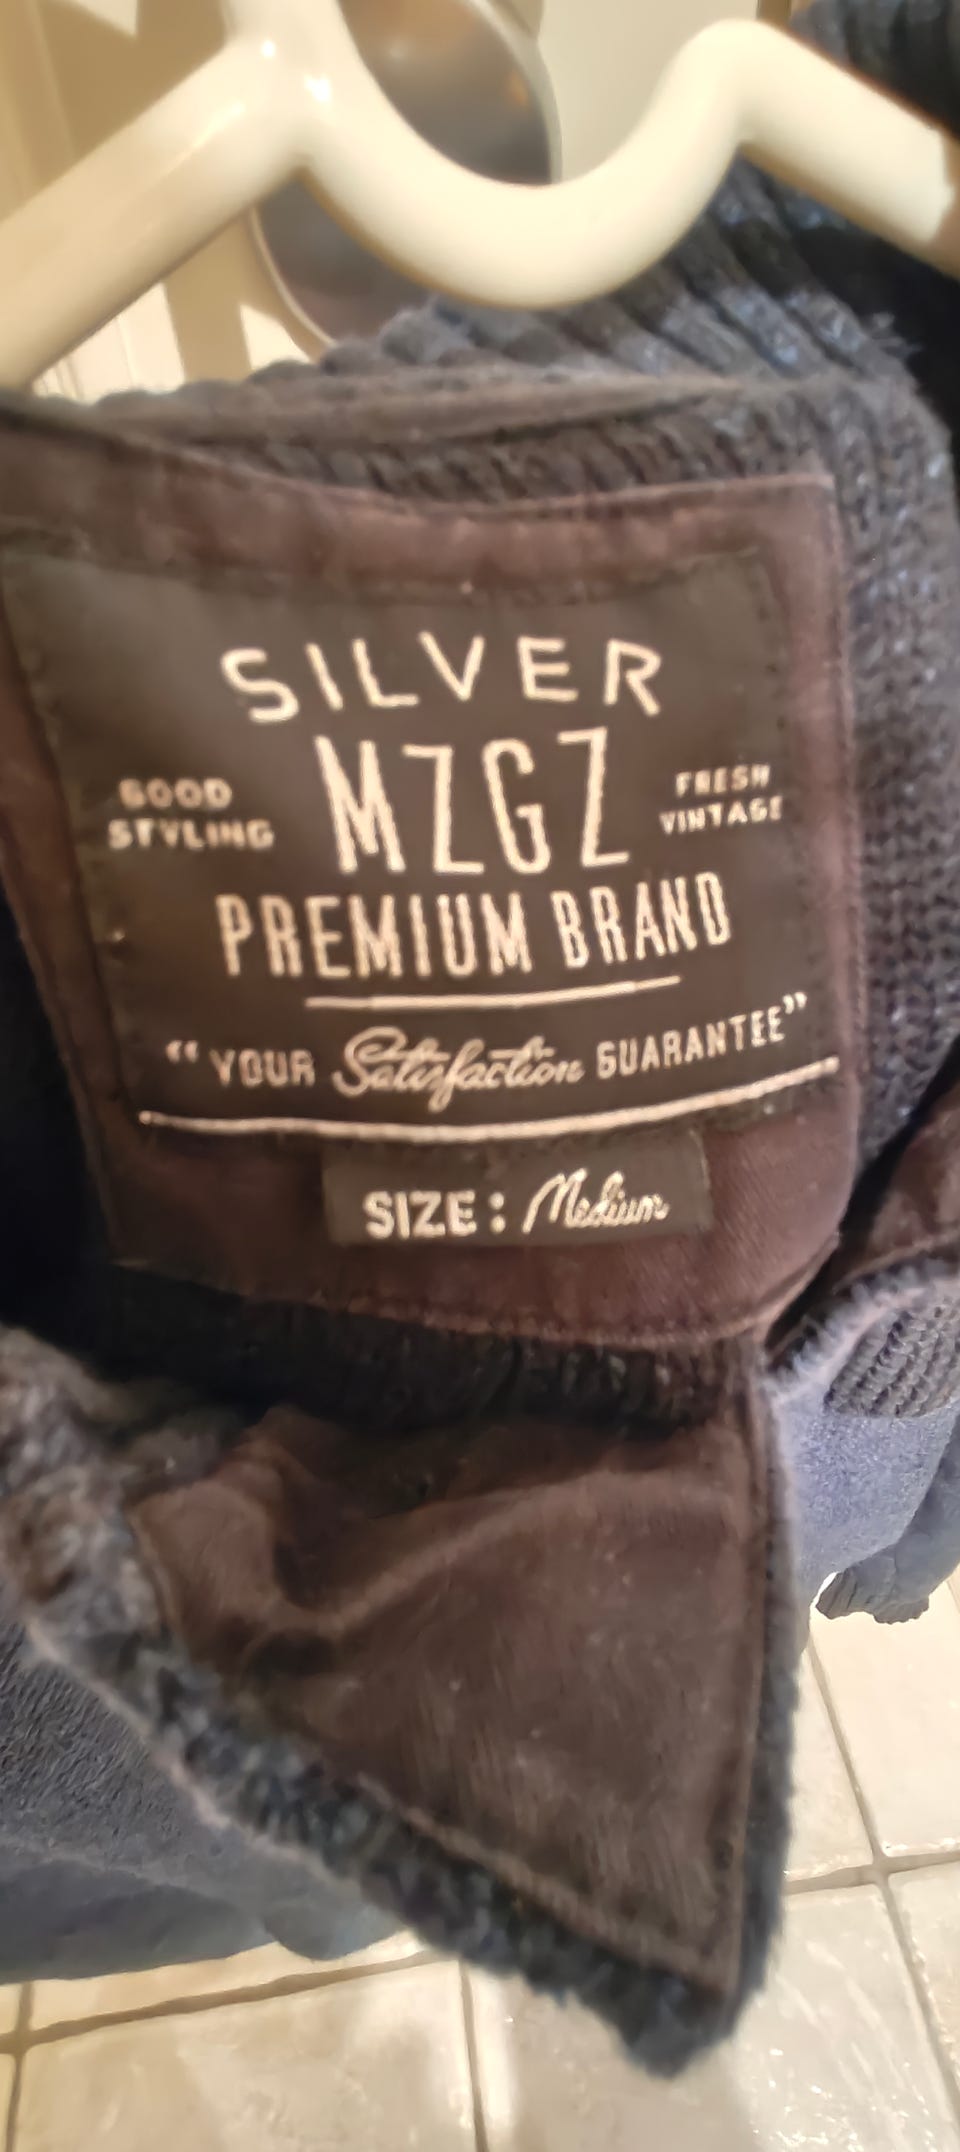 SILVER
GOOD
STYLING
MZGZ
FRESH
VINTAGE
PREMIUM BRAND
“YOUR Satisfaction GUARANTEE”
SIZE: Medium